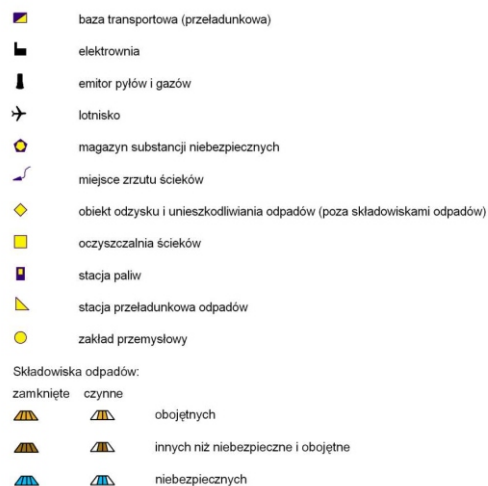 baza transportowa (przeładunkowa)
elektrownia
emitor pyłów i gazów
lotnisko
magazyn substancji niebezpiecznych
miejsce zrzutu ścieków
obiekt odzysku i unieszkodliwiania odpadów (poza składowiskami odpadów)
oczyszczalnia ścieków
stacja paliw
stacja przeładunkowa odpadów
zakład przemysłowy
Składowiska odpadów:
zamknięte czynne
obojętnych
innych niż niebezpieczne i obojętne
niebezpiecznych